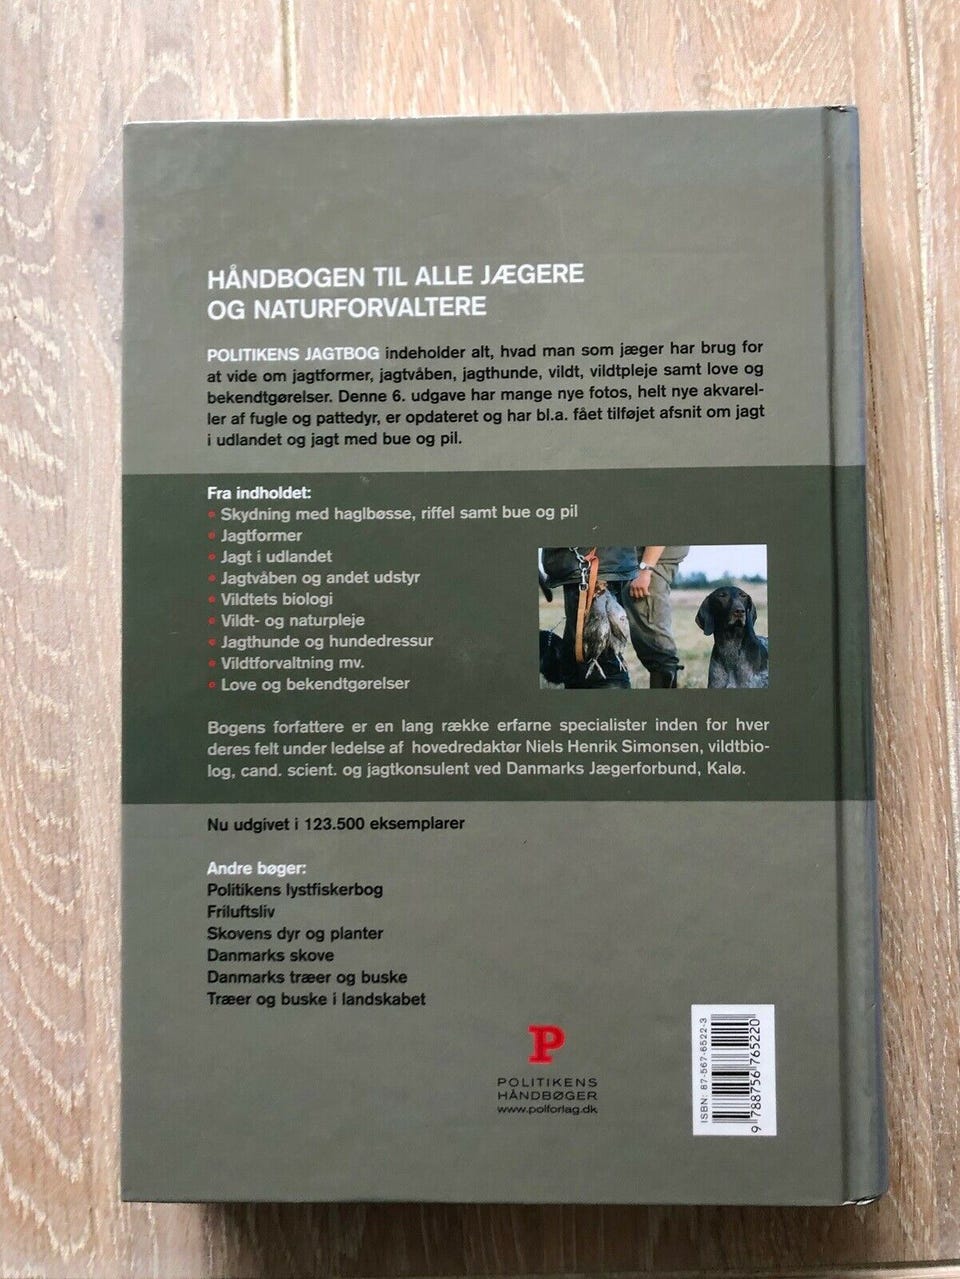 HÅNDBOGEN TIL ALLE JÆGERE
OG NATURFORVALTERE
POLITIKENS JAGTBOG indeholder alt, hvad man som jæger har brug for
at vide om jagtformer, jagtvåben, jagthunde, vildt, vildtpleje samt love og
bekendtgørelser. Denne 6. udgave har mange nye fotos, helt nye akvarel-
ler af fugle og pattedyr, er opdateret og har bl.a. fået tilføjet afsnit om jagt
i udlandet og jagt med bue og pil.
Fra indholdet:
• Skydning med haglbøsse, riffel samt bue og pil
• Jagtformer
• Jagt i udlandet
• Jagtvåben og andet udstyr
• Vildtets biologi
• Vildt- og naturpleje
• Jagthunde og hundedressur
• Vildtforvaltning mv.
• Love og bekendtgørelser
Bogens forfattere er en lang række erfarne specialister inden for hver
deres felt under ledelse af hovedredaktør Niels Henrik Simonsen, vildtbio-
log, cand. scient. og jagtkonsulent ved Danmarks Jægerforbund, Kalø.
Nu udgivet i 123.500 eksemplarer
Andre bøger:
Politikens lystfiskerbog
Friluftsliv
Skovens dyr og planter
Danmarks skove
Danmarks træer og buske
Træer og buske i landskabet
P
POLITIKENS
HÅNDBØGER
www.polforlag.dk
ISBN: 87-567-6522-3
9 788756 765220